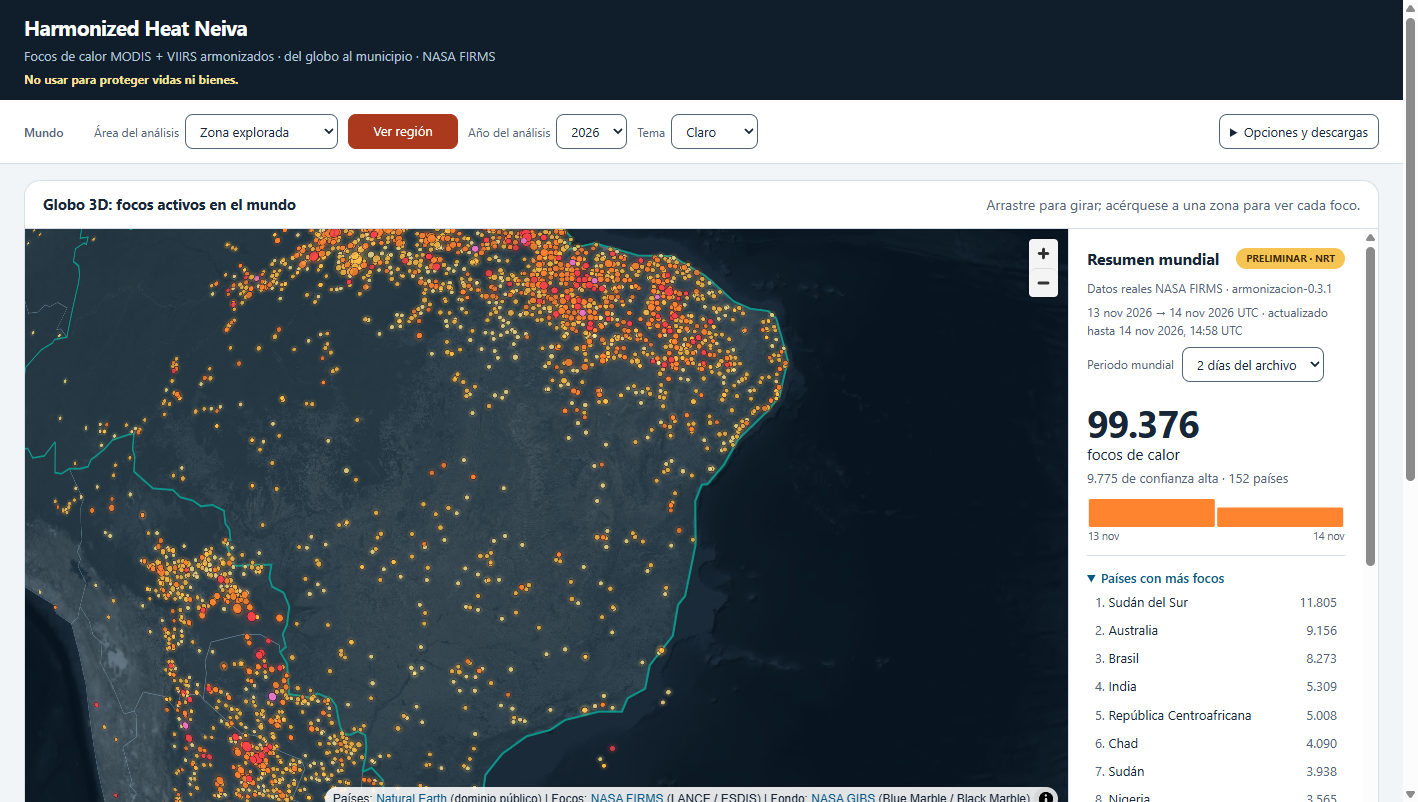 Harmonized Heat Neiva
Focos de calor MODIS + VIIRS armonizados · del globo al municipio · NASA FIRMS
No usar para proteger vidas ni bienes.
Mundo Área del análisis Zona explorada Ver región Año del análisis 2026 Tema Claro ▶ Opciones y descargas
Globo 3D: focos activos en el mundo
Arrastre para girar; acérquese a una zona para ver cada foco.
+
−
Resumen mundial PRELIMINAR · NRT
Datos reales NASA FIRMS · armonizacion-0.3.1
13 nov 2026 → 14 nov 2026 UTC · actualizado
hasta 14 nov 2026, 14:58 UTC
Periodo mundial 2 días del archivo
99.376
focos de calor
9.775 de confianza alta · 152 países
13 nov 14 nov
▼ Países con más focos
1. Sudán del Sur 11.805
2. Australia 9.156
3. Brasil 8.273
4. India 5.309
5. República Centroafricana 5.008
6. Chad 4.090
7. Sudán 3.938
8. Nigeria 3.565
Países: Natural Earth (dominio público) | Focos: NASA FIRMS (LANCE / ESDIS) | Fondo: NASA GIBS (Blue Marble / Black Marble)